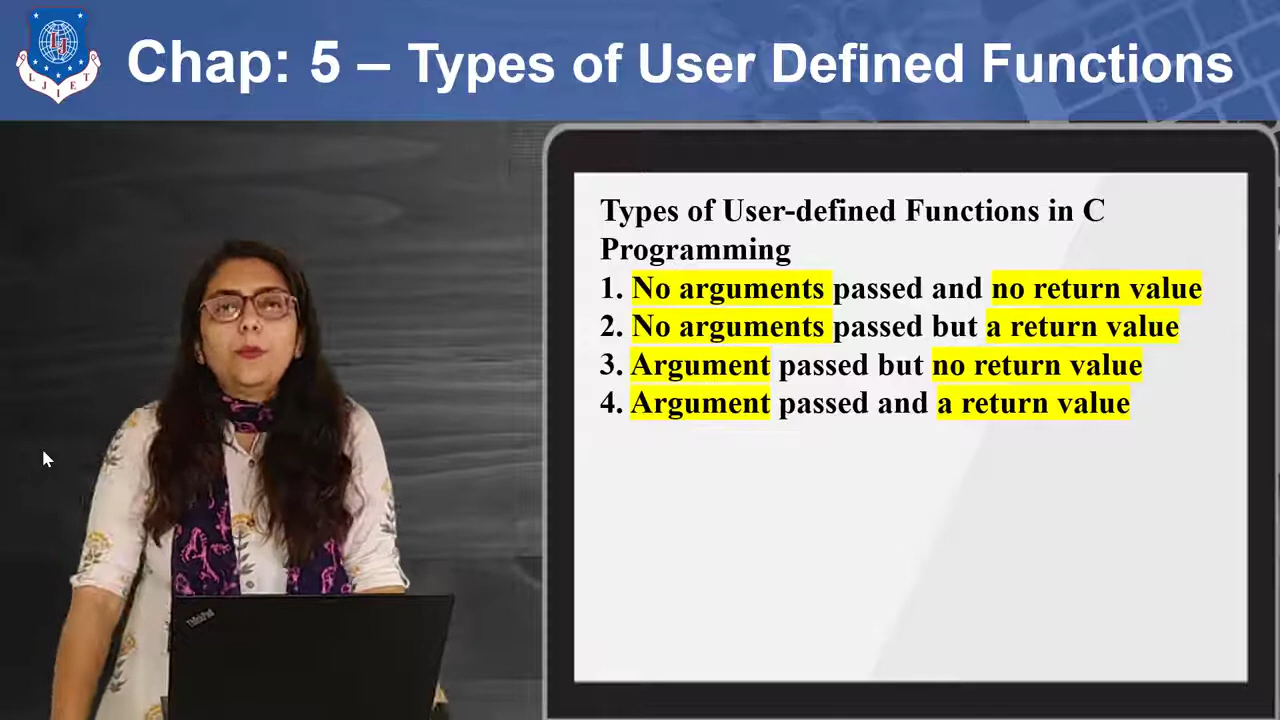 Chap: 5 – Types of User Defined Functions
LJ
L J I E T
Types of User-defined Functions in C
Programming
1. No arguments passed and no return value
2. No arguments passed but a return value
3. Argument passed but no return value
4. Argument passed and a return value
ThinkPad